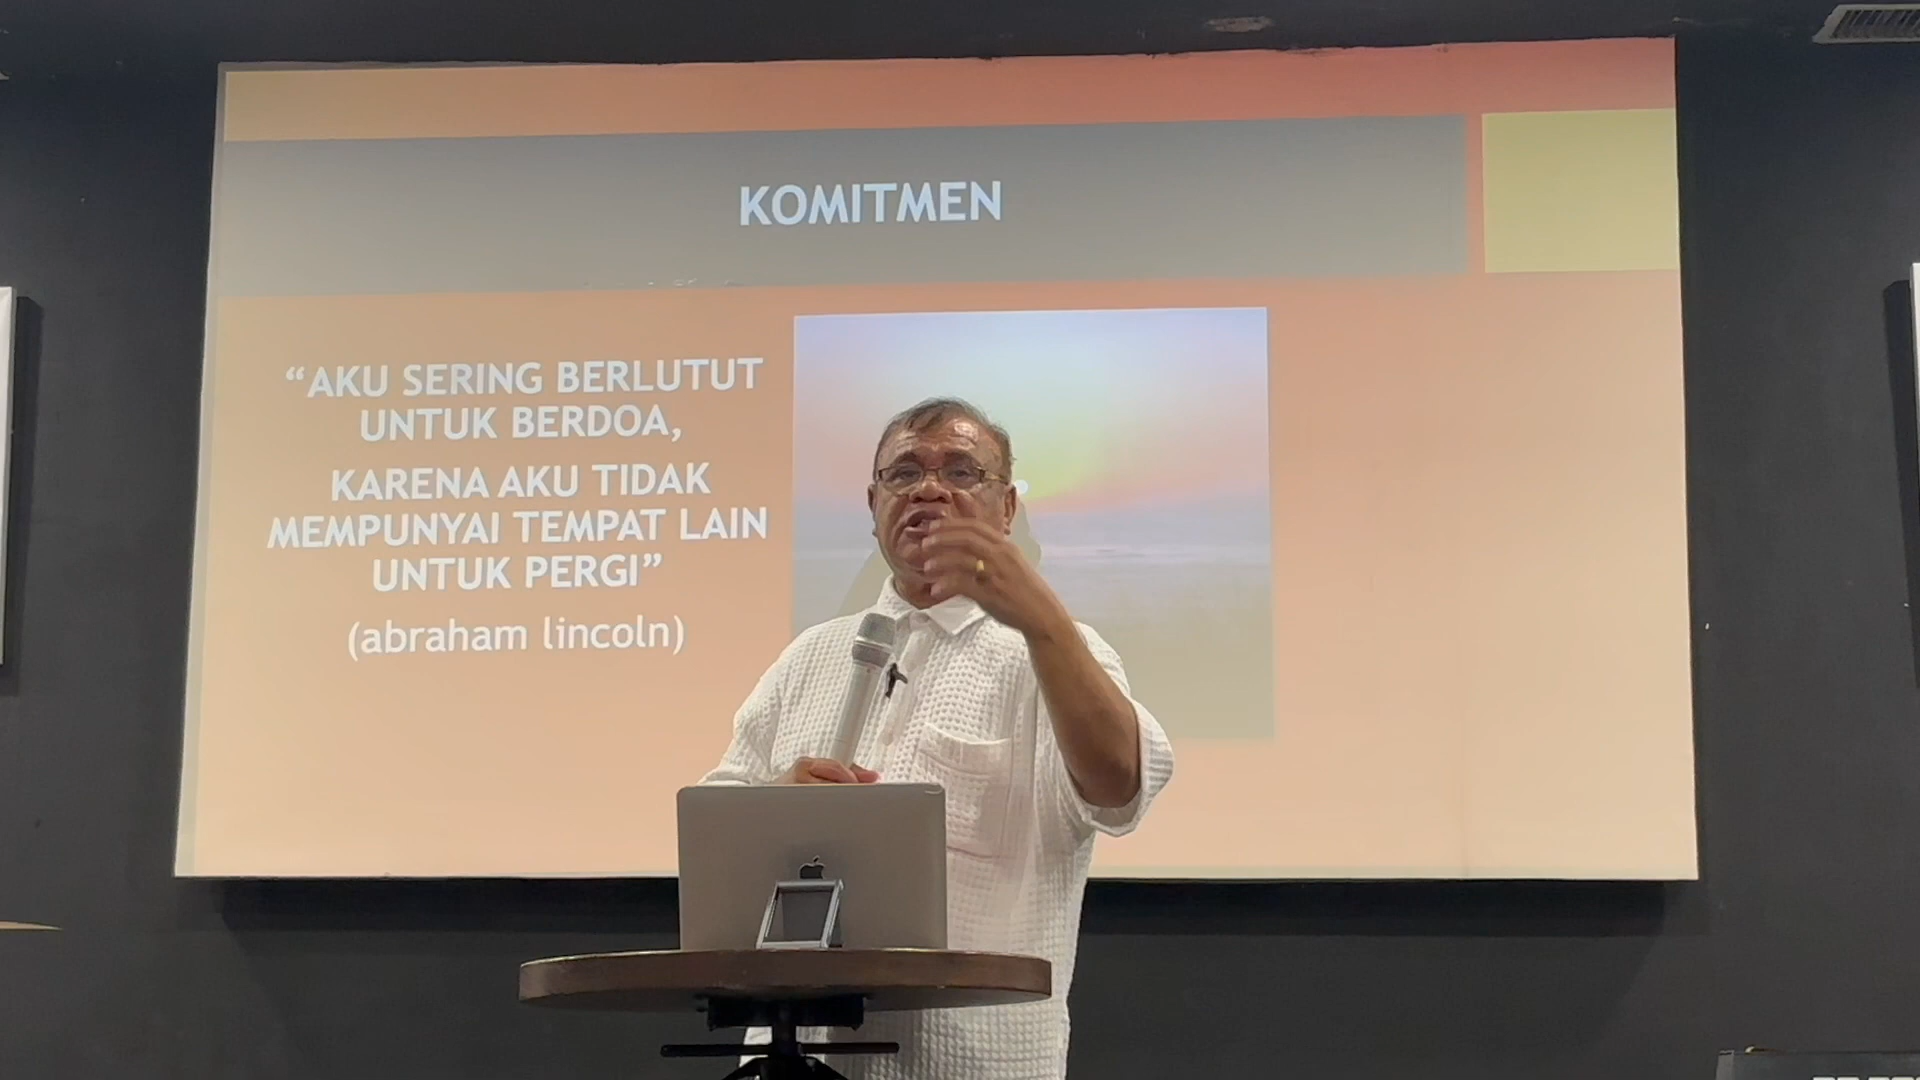 KOMITMEN
“AKU SERING BERLUTUT
UNTUK BERDOA,
KARENA AKU TIDAK
MEMPUNYAI TEMPAT LAIN
UNTUK PERGI”
(abraham lincoln)